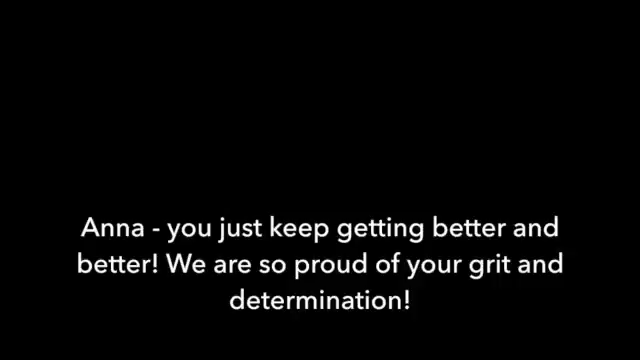 Anna - you just keep getting better and
better! We are so proud of your grit and
determination!